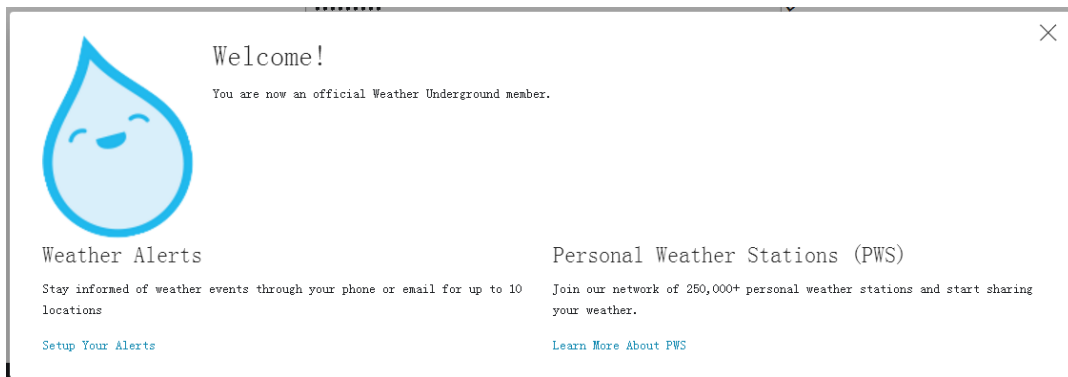 Welcome!
You are now an official Weather Underground member.
Weather Alerts
Stay informed of weather events through your phone or email for up to 10
locations
Setup Your Alerts
Personal Weather Stations (PWS)
Join our network of 250,000+ personal weather stations and start sharing
your weather.
Learn More About PWS